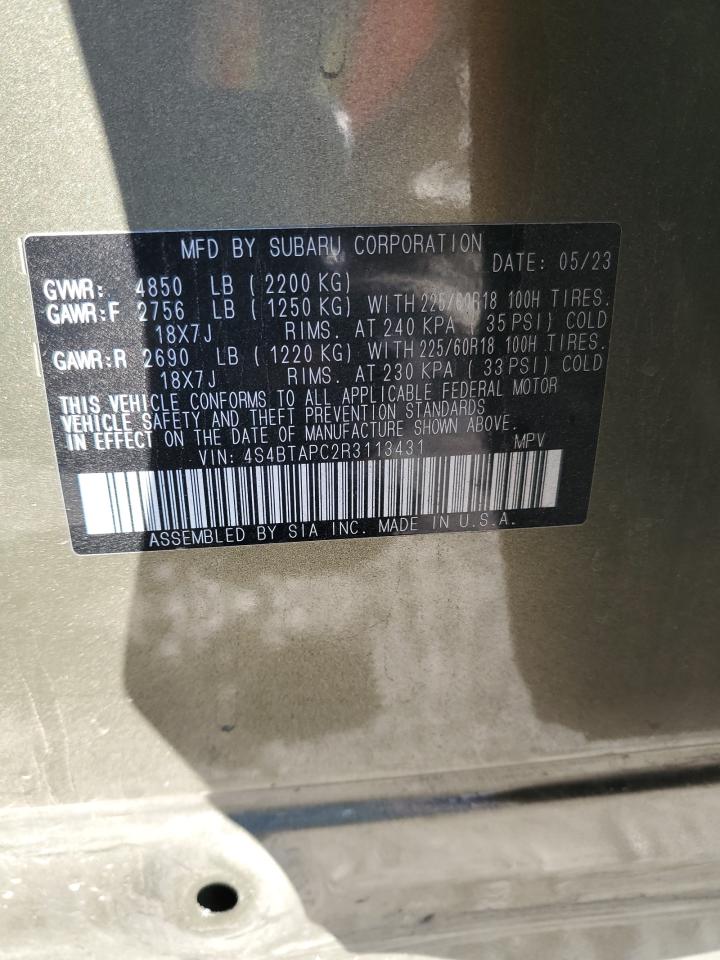 MFD BY SUBARU CORPORATION DATE: 05/23
GVWR: 4850 LB ( 2200 KG)
GAWR:F 2756 LB ( 1250 KG) WITH 225/60R18 100H TIRES.
18X7J RIMS. AT 240 KPA ( 35 PSI) COLD
GAWR:R 2690 LB ( 1220 KG) WITH 225/60R18 100H TIRES.
18X7J RIMS. AT 230 KPA ( 33 PSI) COLD
THIS VEHICLE CONFORMS TO ALL APPLICABLE FEDERAL MOTOR
VEHICLE SAFETY AND THEFT PREVENTION STANDARDS
IN EFFECT ON THE DATE OF MANUFACTURE SHOWN ABOVE.
VIN: 4S4BTAPC2R3113431 MPV
ASSEMBLED BY SIA INC. MADE IN U.S.A.